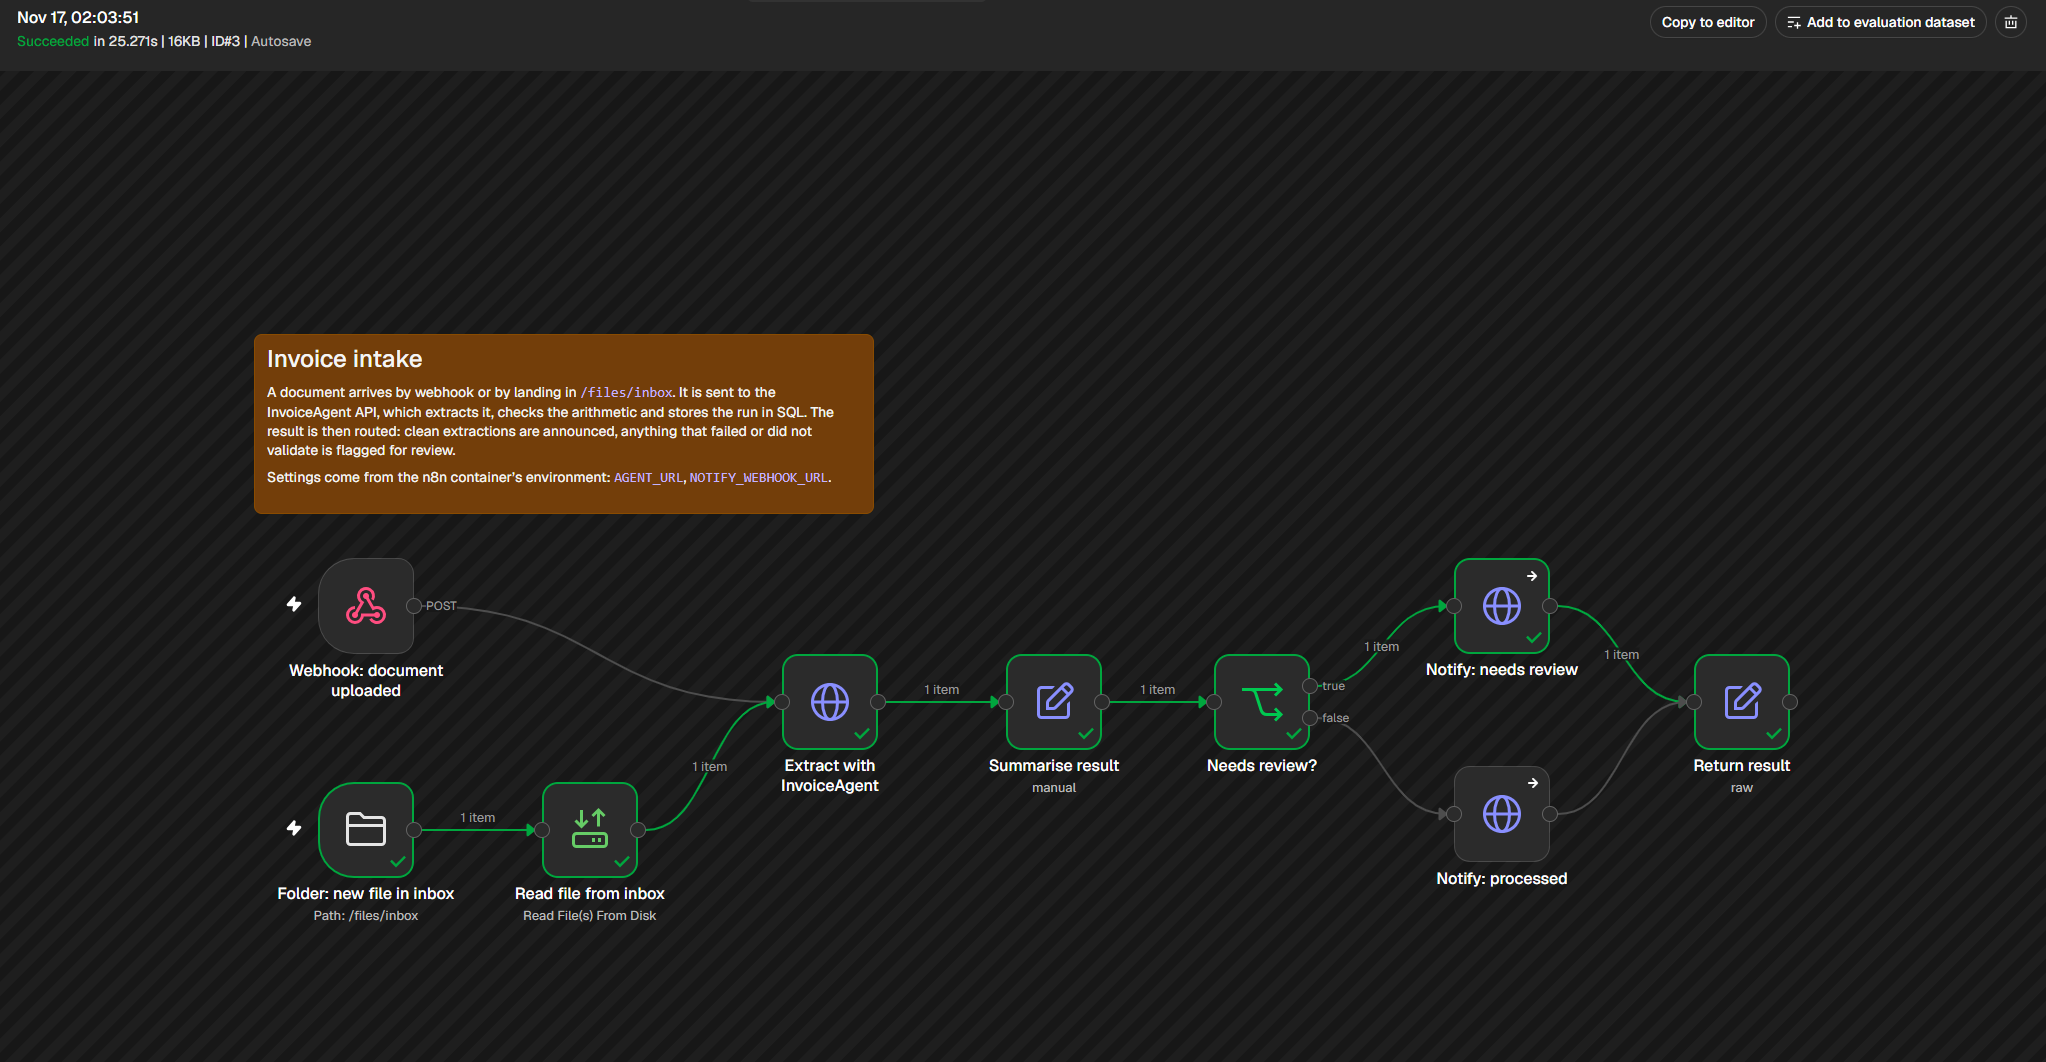 Nov 17, 02:03:51
Succeeded in 25.271s | 16KB | ID#3 | Autosave
Copy to editor
Add to evaluation dataset
Invoice intake
A document arrives by webhook or by landing in /files/inbox. It is sent to the
InvoiceAgent API, which extracts it, checks the arithmetic and stores the run in SQL. The
result is then routed: clean extractions are announced, anything that failed or did not
validate is flagged for review.
Settings come from the n8n container's environment: AGENT_URL, NOTIFY_WEBHOOK_URL.
POST
Webhook: document
uploaded
1 item
Folder: new file in inbox
Path: /files/inbox
Read file from inbox
Read File(s) From Disk
1 item
Extract with
InvoiceAgent
1 item
Summarise result
manual
1 item
Needs review?
true
false
1 item
Notify: needs review
1 item
Notify: processed
Return result
raw